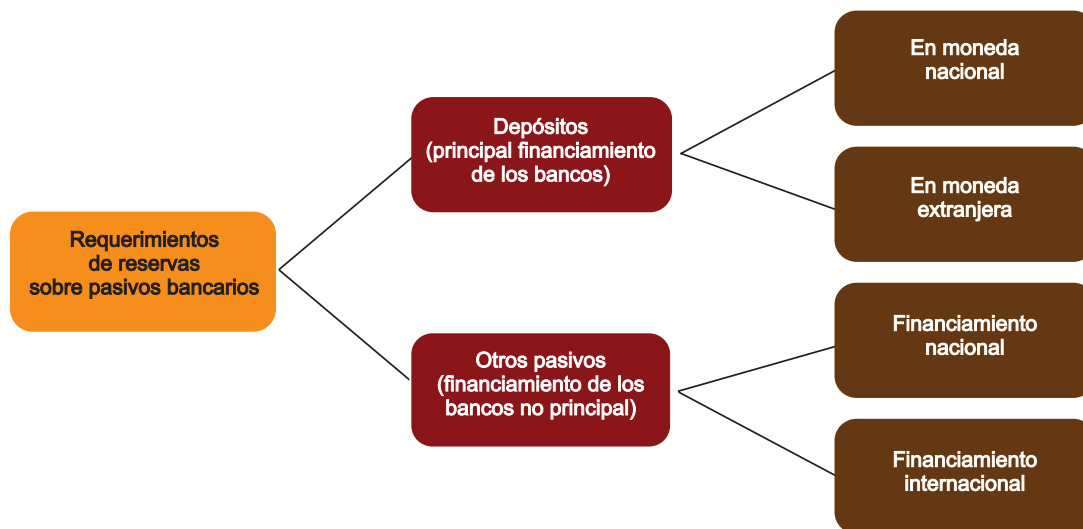 Requerimientos
de reservas
sobre pasivos bancarios
Depósitos
(principal financiamiento
de los bancos)
En moneda
nacional
En moneda
extranjera
Otros pasivos
(financiamiento de los
bancos no principal)
Financiamiento
nacional
Financiamiento
internacional